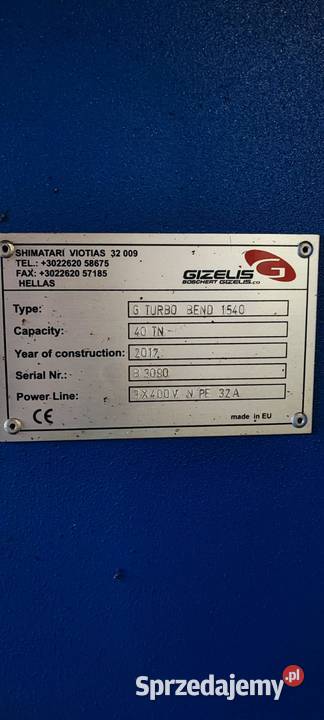 SHIMATARI VIOTIAS 32 009
TEL.: +3022620 58675
FAX: +3022620 57185
HELLAS
GIZELIS G
BOSCHERT GIZELIS.CO
Type: G TURBO BEND 1540
Capacity: 40 TN
Year of construction: 2017
Serial Nr.: B 3080
Power Line: 3X400V N PE 32A
CE made in EU
Sprzedajemy.pl